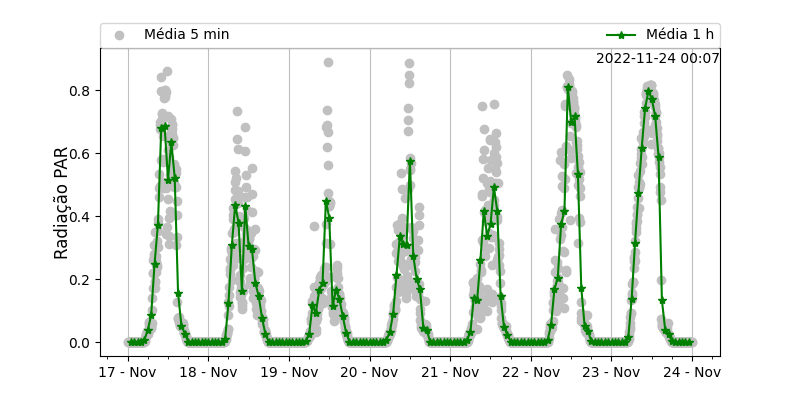 Média 5 min
Média 1 h
2022-11-24 00:07
Radiação PAR
0.8
0.6
0.4
0.2
0.0
17 - Nov
18 - Nov
19 - Nov
20 - Nov
21 - Nov
22 - Nov
23 - Nov
24 - Nov